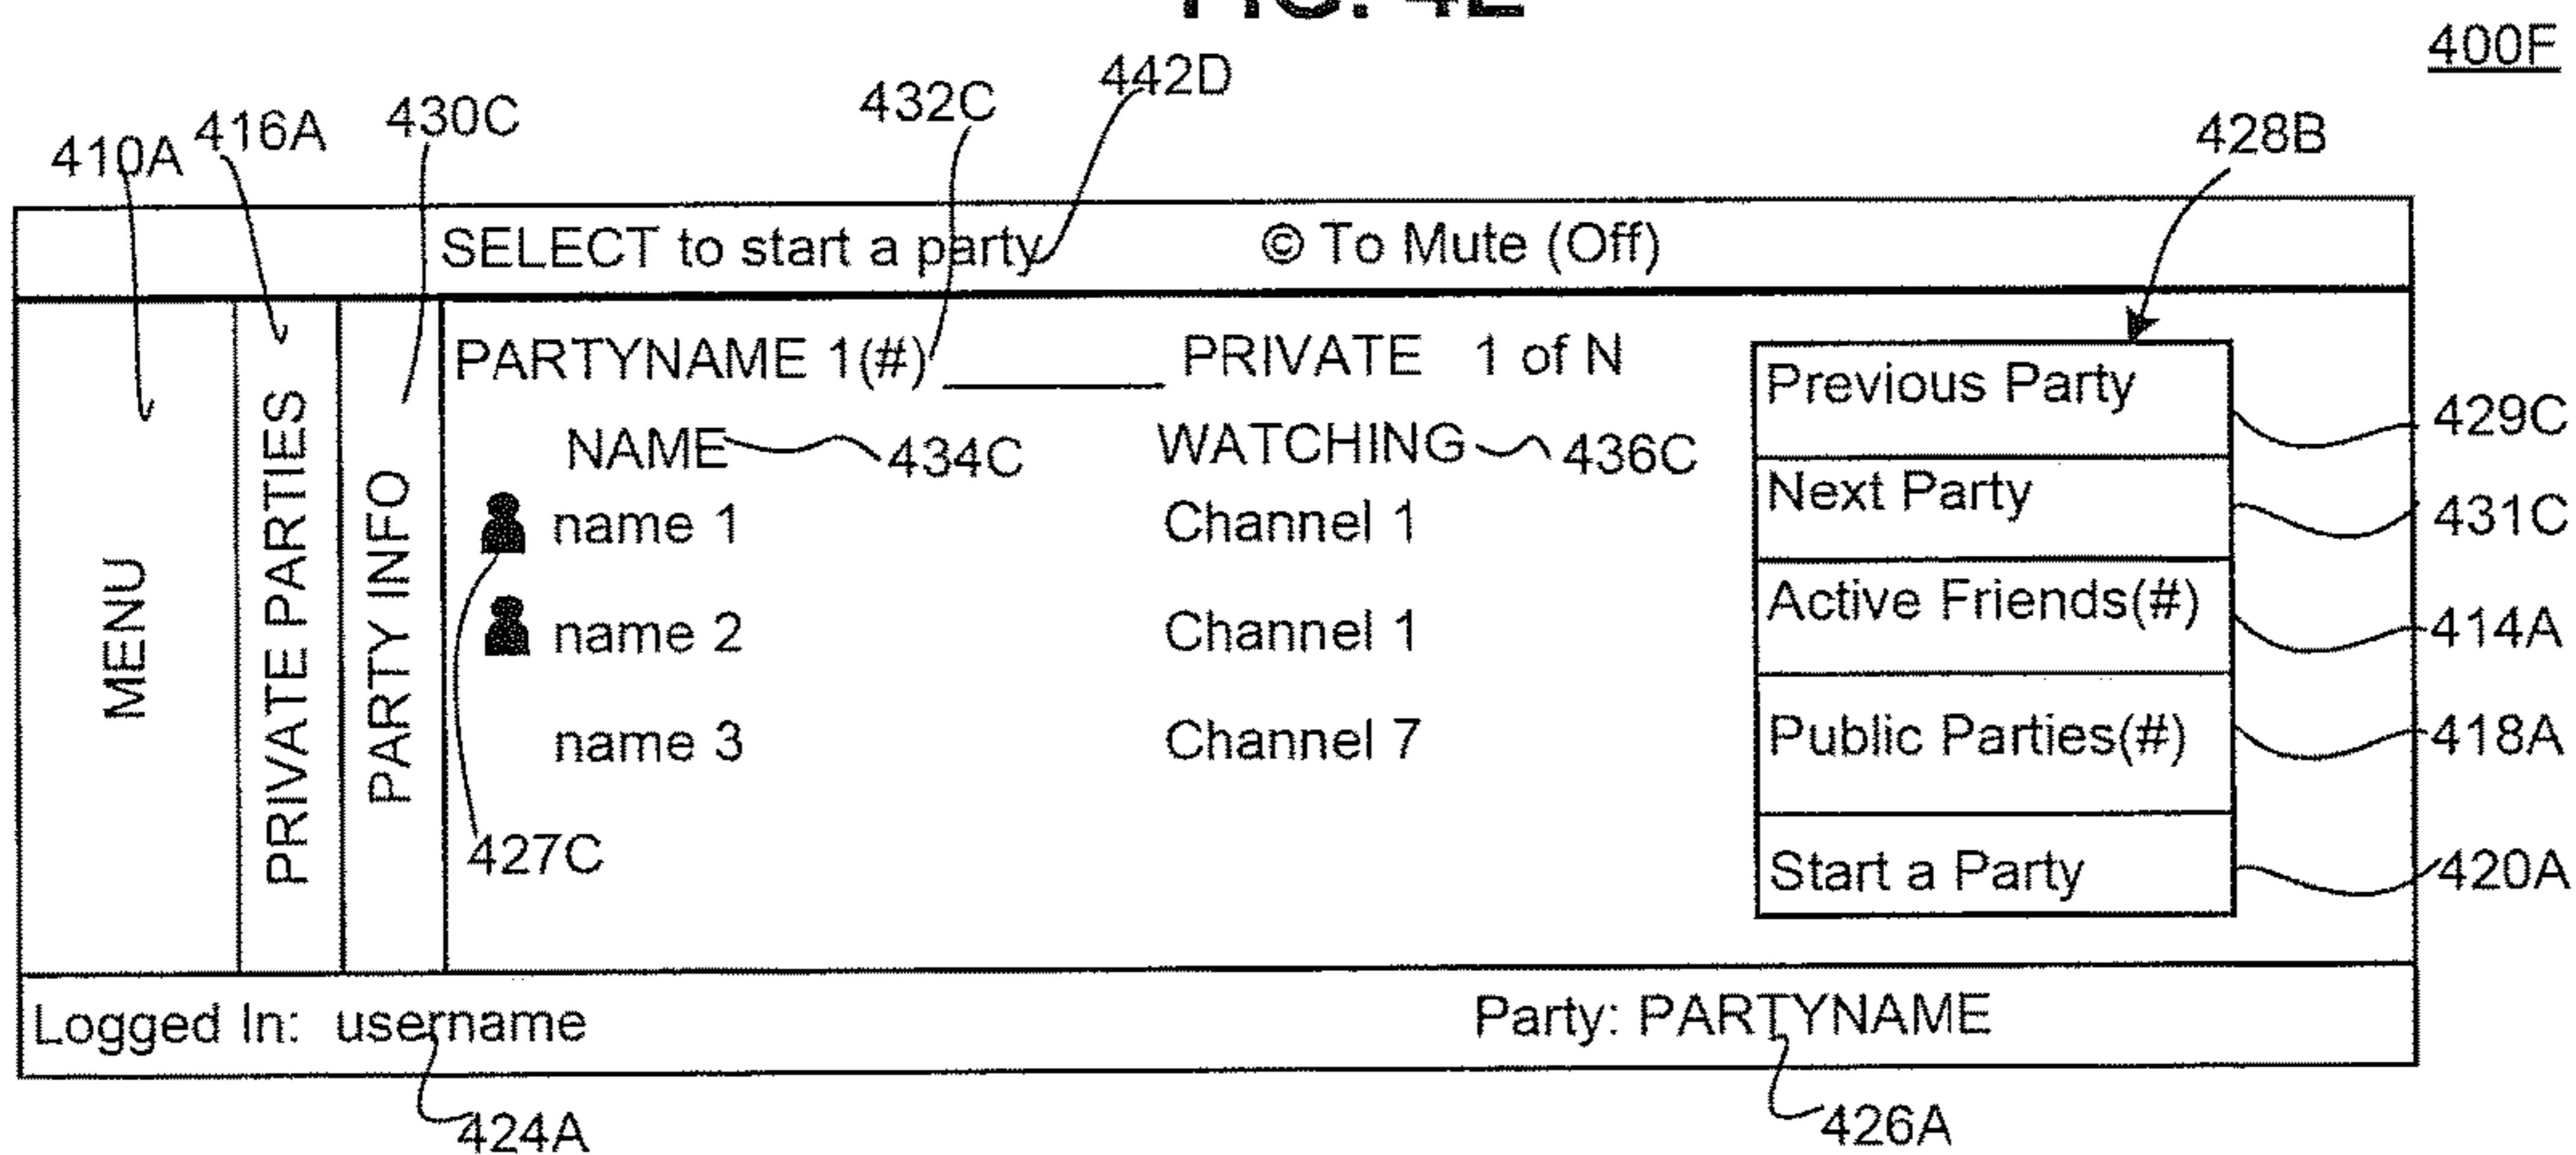 FIG. 4E
400F
442D
432C
430C
416A
410A
428B
SELECT to start a party © To Mute (Off)
MENU
PRIVATE PARTIES
PARTY INFO
PARTYNAME 1(#) ______ PRIVATE 1 of N
NAME 434C WATCHING 436C
name 1 Channel 1
name 2 Channel 1
name 3 Channel 7
427C
Previous Party 429C
Next Party 431C
Active Friends(#) 414A
Public Parties(#) 418A
Start a Party 420A
Logged In: username Party: PARTYNAME
424A 426A